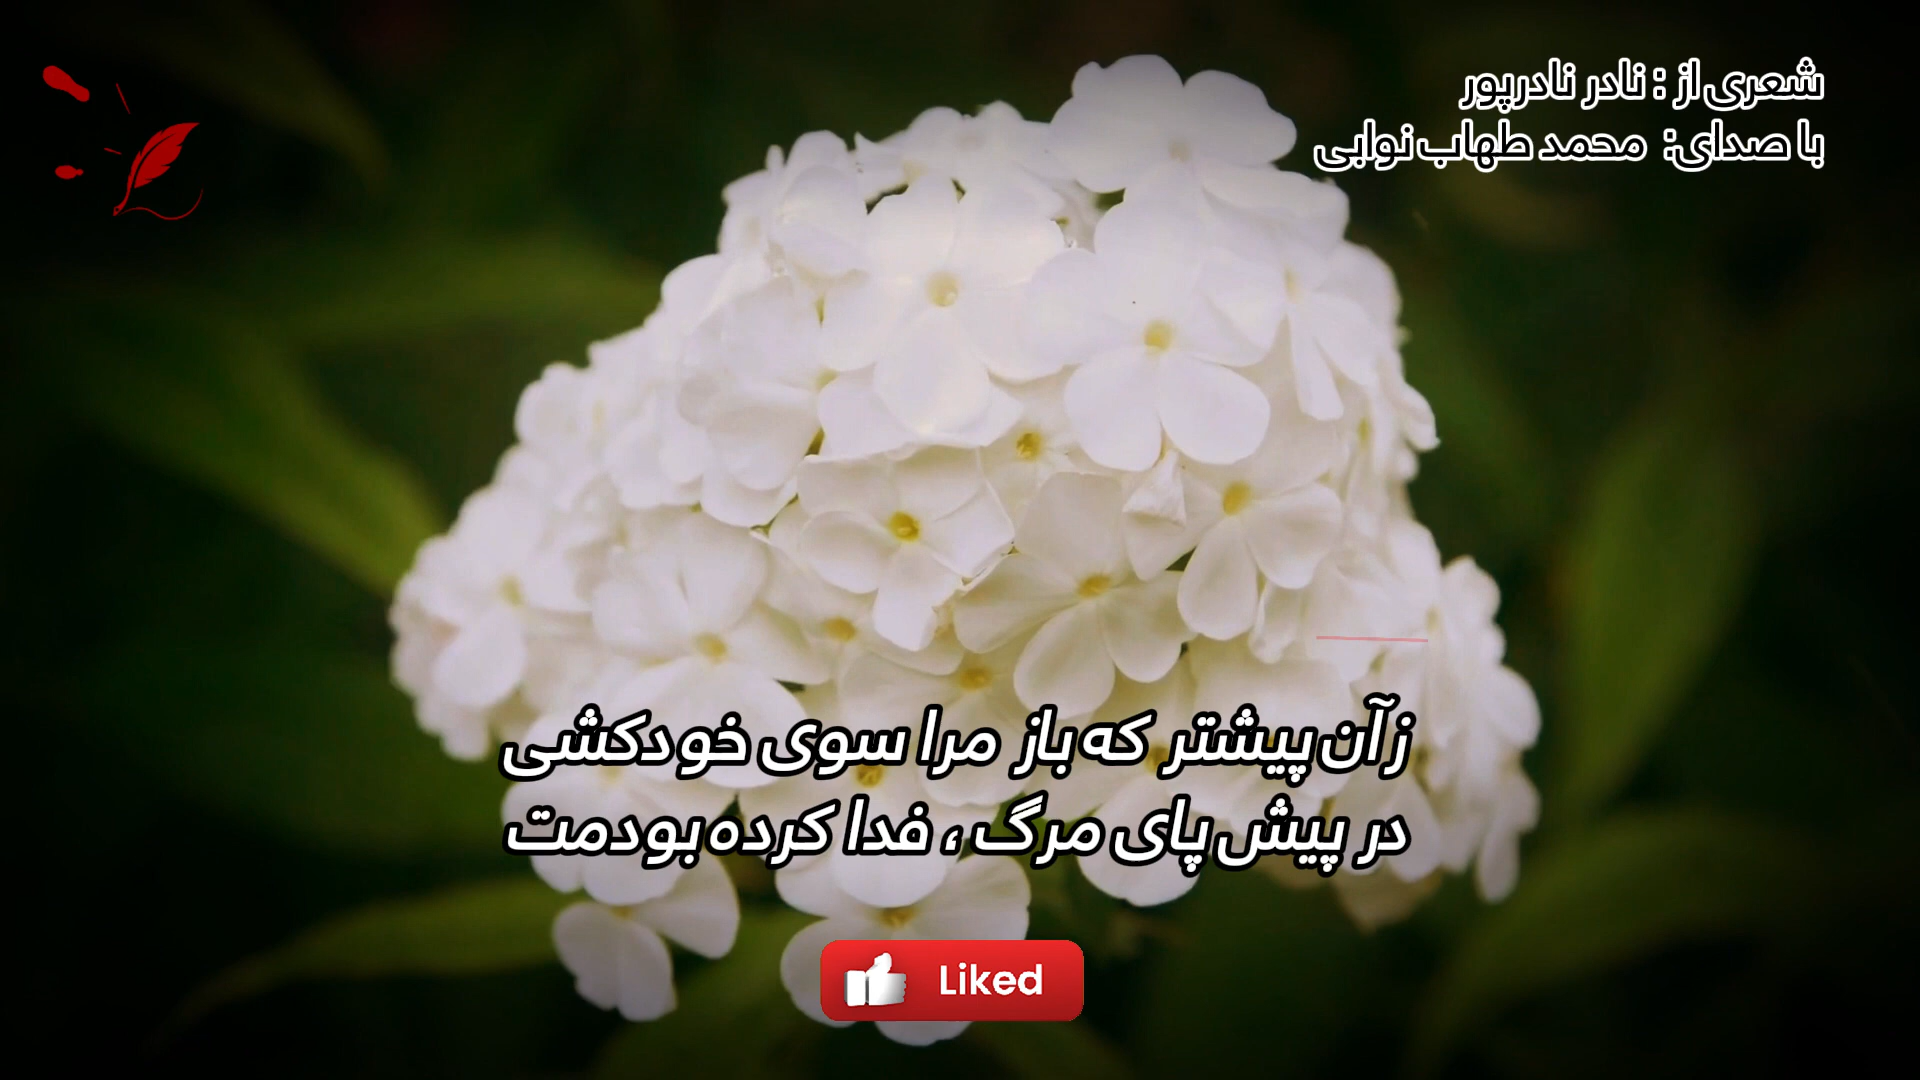 شعری از : نادر نادرپور
با صدای: محمد طهاب نوابی
زآن پیشتر که باز مرا سوی خودکشی
در پیش پای مرگ ، فدا کرده بودمت
Liked